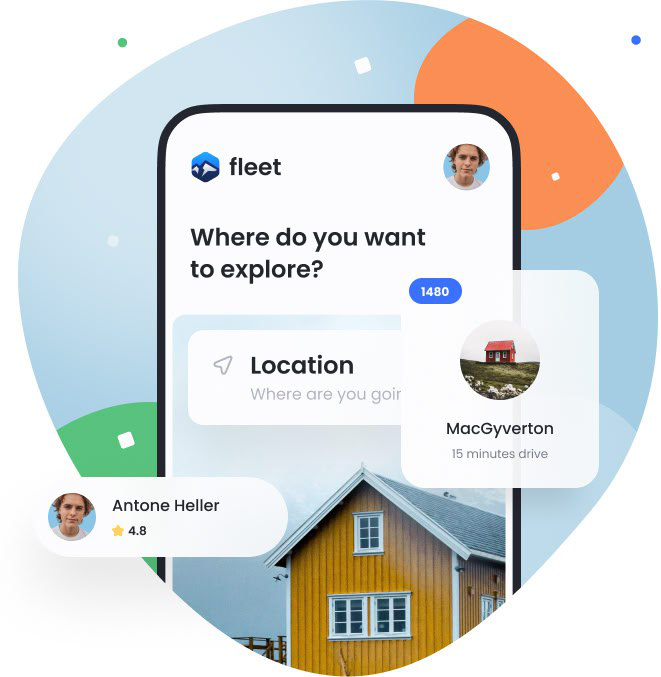 fleet
Where do you want
to explore?
1480
Location
Where are you
MacGyverton
15 minutes drive
Antone Heller
4.8